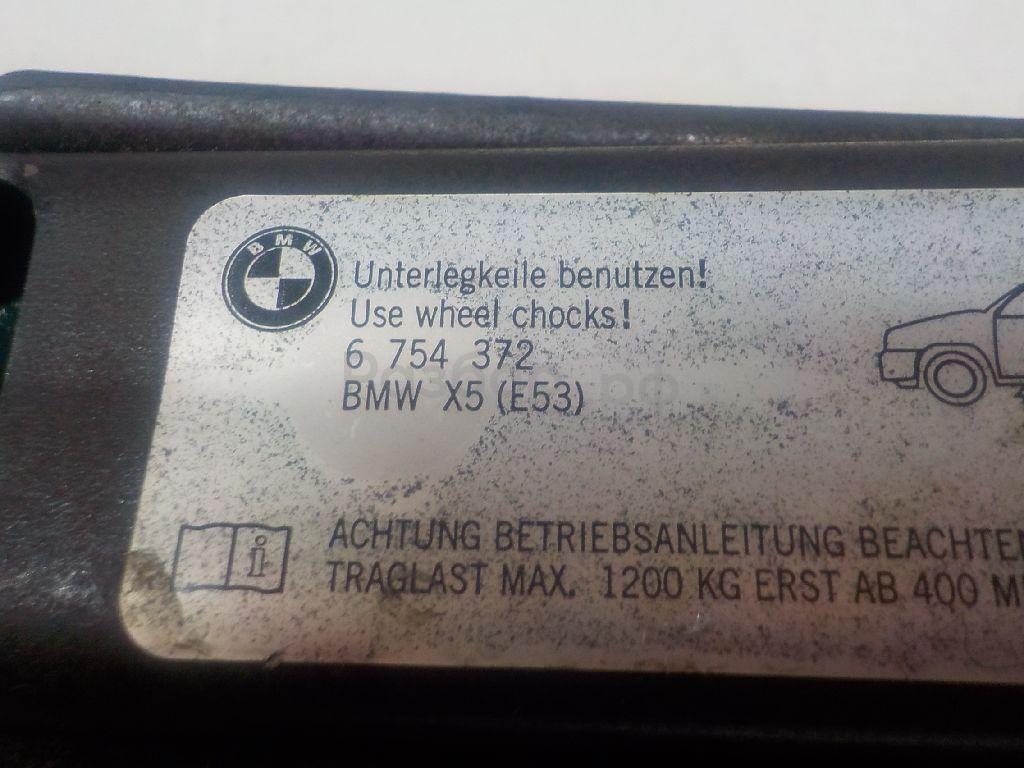 BMW
Unterlegkeile benutzen!
Use wheel chocks!
6 754 372
BMW X5 (E53)
i
ACHTUNG BETRIEBSANLEITUNG BEACHTE
TRAGLAST MAX. 1200 KG ERST AB 400 M